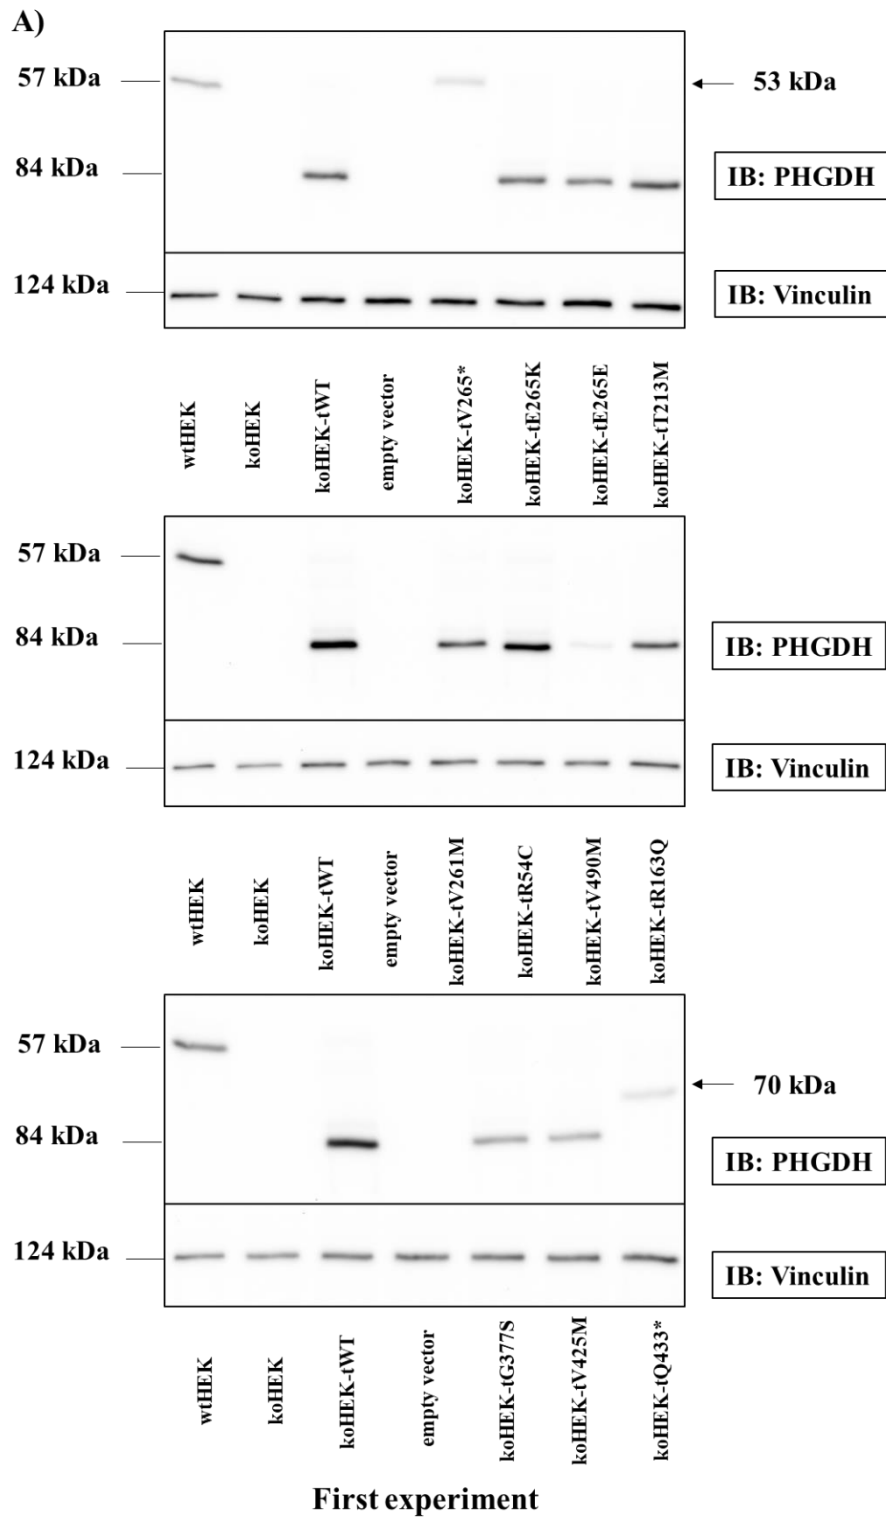 A)
57 kDa
53 kDa
84 kDa
IB: PHGDH
124 kDa
IB: Vinculin
wtHEK
koHEK
koHEK-tWT
empty vector
koHEK-tV265*
koHEK-tE265K
koHEK-tE265E
koHEK-tT213M
57 kDa
84 kDa
IB: PHGDH
124 kDa
IB: Vinculin
wtHEK
koHEK
koHEK-tWT
empty vector
koHEK-tV261M
koHEK-tR54C
koHEK-tV490M
koHEK-tR163Q
57 kDa
70 kDa
84 kDa
IB: PHGDH
124 kDa
IB: Vinculin
wtHEK
koHEK
koHEK-tWT
empty vector
koHEK-tG377S
koHEK-tV425M
koHEK-tQ433*
First experiment